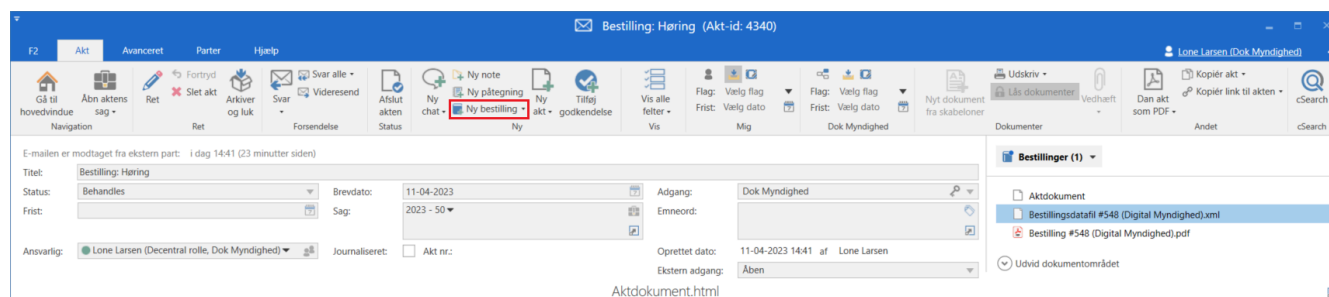 Bestilling: Høring (Akt-id: 4340)
F2 Akt Avanceret Parter Hjælp Lone Larsen (Dok Myndighed)
Gå til hovedvindue
Åbn aktens sag
Navigation
Ret
Fortryd
Slet akt
Arkiver og luk
Ret
Svar
Svar alle
Videresend
Forsendelse
Afslut akten
Status
Ny chat
Ny note
Ny påtegning
Ny bestilling
Ny akt
Tilføj godkendelse
Ny
Vis alle felter
Vis
Flag: Vælg flag
Frist: Vælg dato
Mig
Flag: Vælg flag
Frist: Vælg dato
Dok Myndighed
Nyt dokument fra skabeloner
Udskriv
Lås dokumenter
Vedhæft
Dokumenter
Dan akt som PDF
Kopiér akt
Kopiér link til akten
Andet
cSearch
cSearch
E-mailen er modtaget fra ekstern part: i dag 14:41 (23 minutter siden)
Titel: Bestilling: Høring
Status: Behandles Brevdato: 11-04-2023 Adgang: Dok Myndighed
Frist: Sag: 2023 - 50 Emneord:
Ansvarlig: Lone Larsen (Decentral rolle, Dok Myndighed) Journaliseret: Akt nr.: Oprettet dato: 11-04-2023 14:41 af Lone Larsen
Ekstern adgang: Åben
Bestillinger (1)
Aktdokument
Bestillingsdatafil #548 (Digital Myndighed).xml
Bestilling #548 (Digital Myndighed).pdf
Udvid dokumentområdet
Aktdokument.html